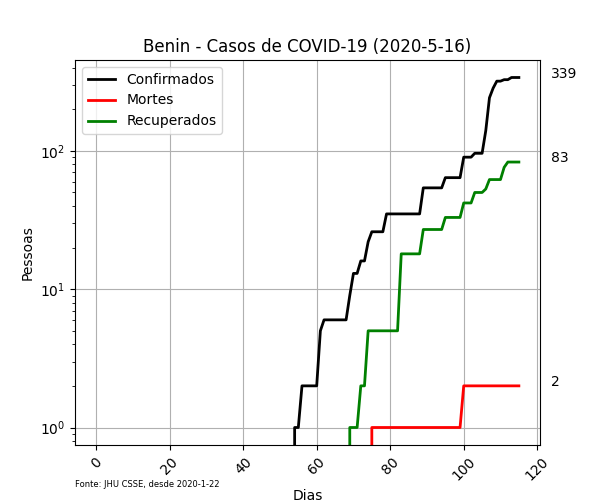 Benin - Casos de COVID-19 (2020-5-16)
Confirmados
Mortes
Recuperados
339
83
2
10²
10¹
10⁰
Pessoas
0
20
40
60
80
100
120
Fonte: JHU CSSE, desde 2020-1-22
Dias